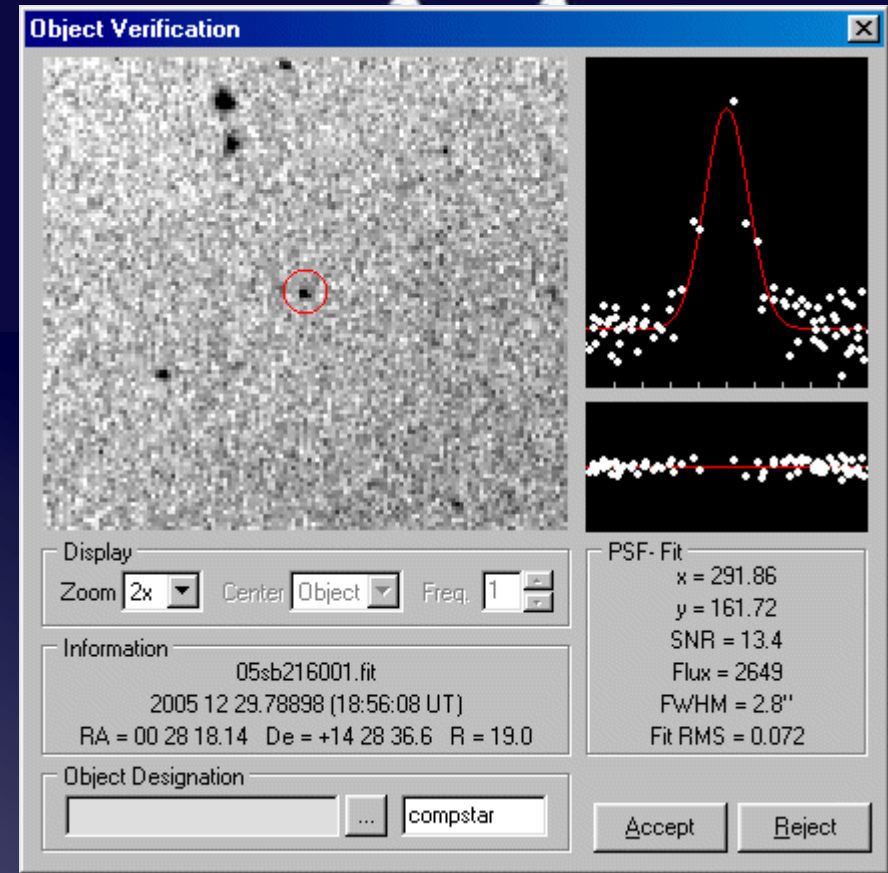 Object Verification
Display
Zoom 2x Center Object Freq. 1
Information
05sb216001.fit
2005 12 29.78898 (18:56:08 UT)
RA = 00 28 18.14 De = +14 28 36.6 R = 19.0
Object Designation
... compstar
PSF- Fit
x = 291.86
y = 161.72
SNR = 13.4
Flux = 2649
FWHM = 2.8''
Fit RMS = 0.072
Accept Reject